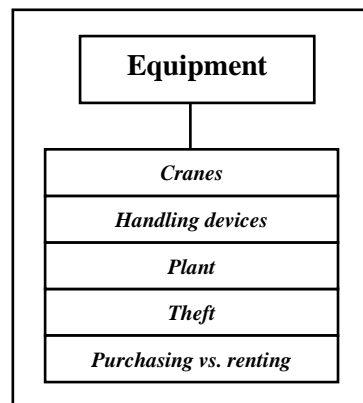 Equipment
Cranes
Handling devices
Plant
Theft
Purchasing vs. renting